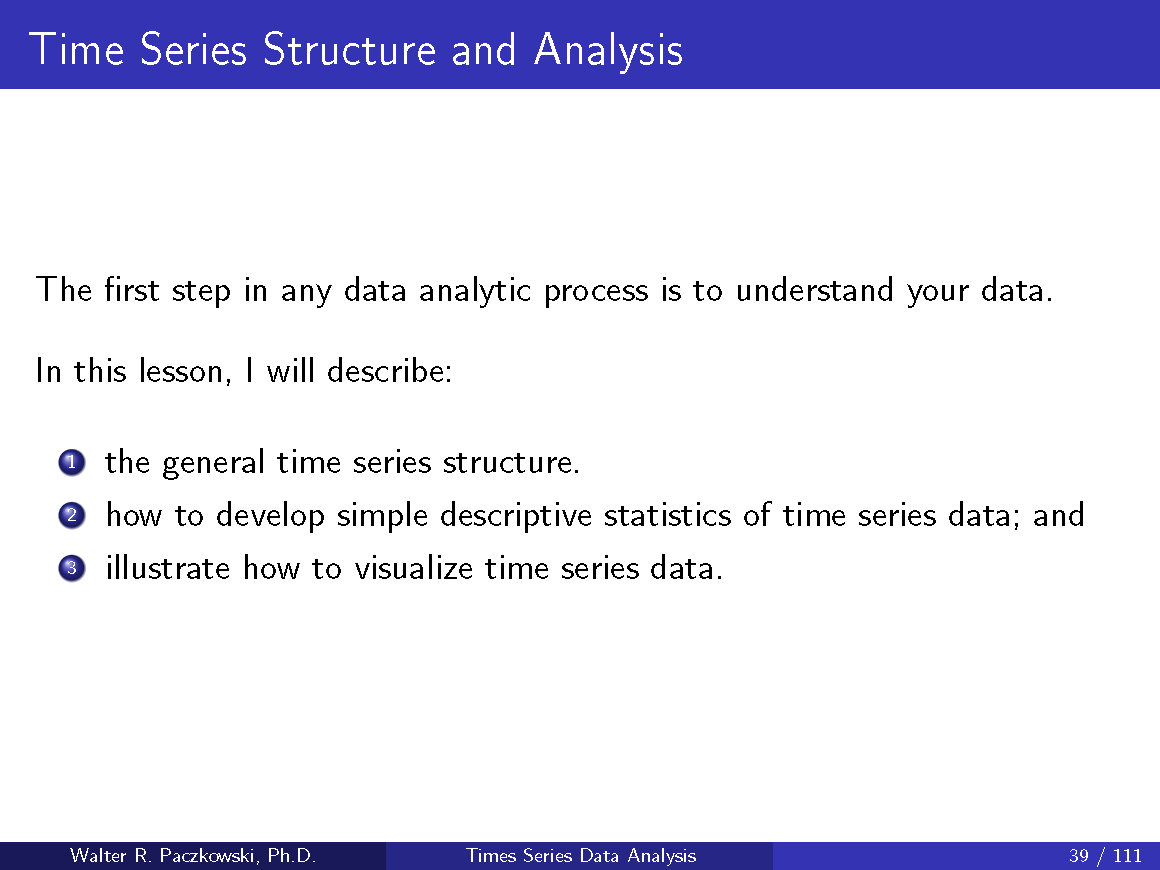 Time Series Structure and Analysis
The first step in any data analytic process is to understand your data.
In this lesson, I will describe:
1 the general time series structure.
2 how to develop simple descriptive statistics of time series data; and
3 illustrate how to visualize time series data.
Walter R. Paczkowski, Ph.D. Times Series Data Analysis 39 / 111